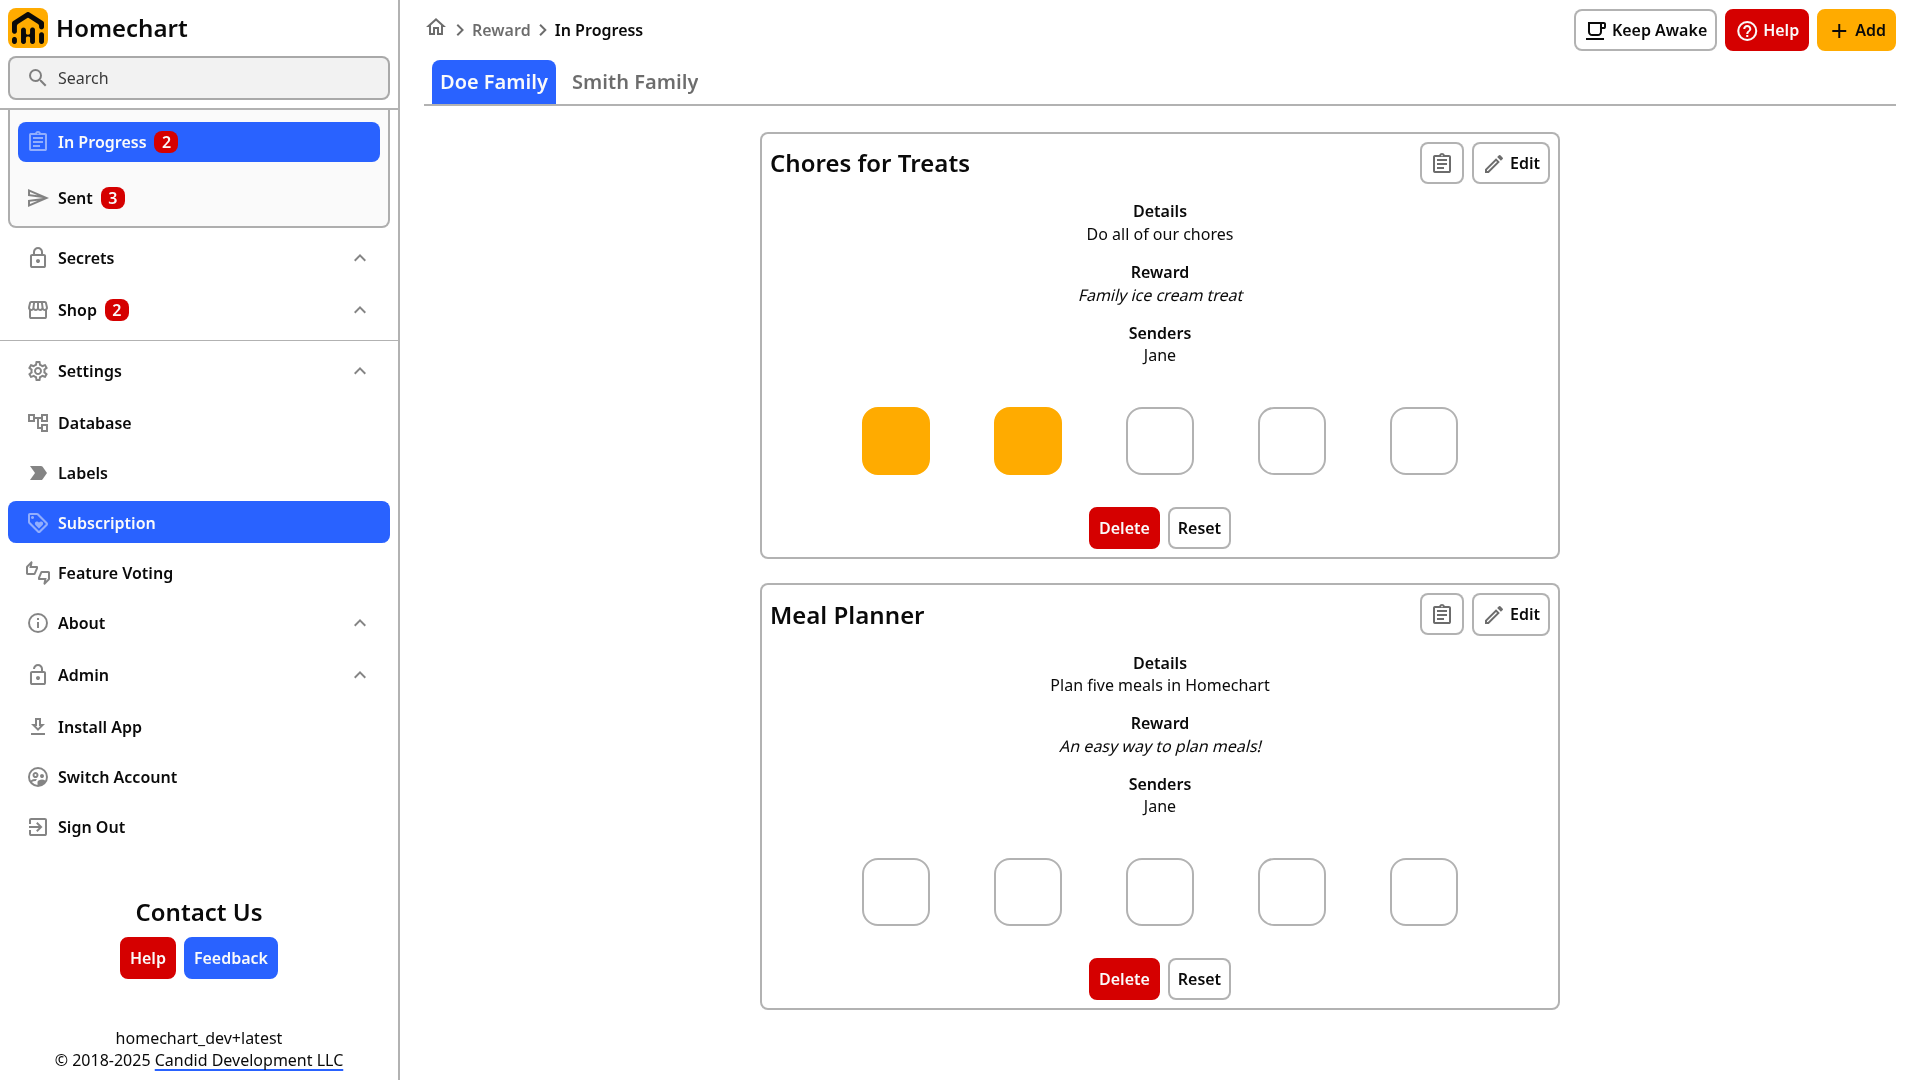 Homechart
Search
In Progress 2
Sent 3
Secrets
Shop 2
Settings
Database
Labels
Subscription
Feature Voting
About
Admin
Install App
Switch Account
Sign Out
Contact Us
Help Feedback
homechart_dev+latest
© 2018-2025 Candid Development LLC
Reward In Progress
Keep Awake Help Add
Doe Family Smith Family
Chores for Treats
Edit
Details
Do all of our chores
Reward
Family ice cream treat
Senders
Jane
Delete Reset
Meal Planner
Edit
Details
Plan five meals in Homechart
Reward
An easy way to plan meals!
Senders
Jane
Delete Reset